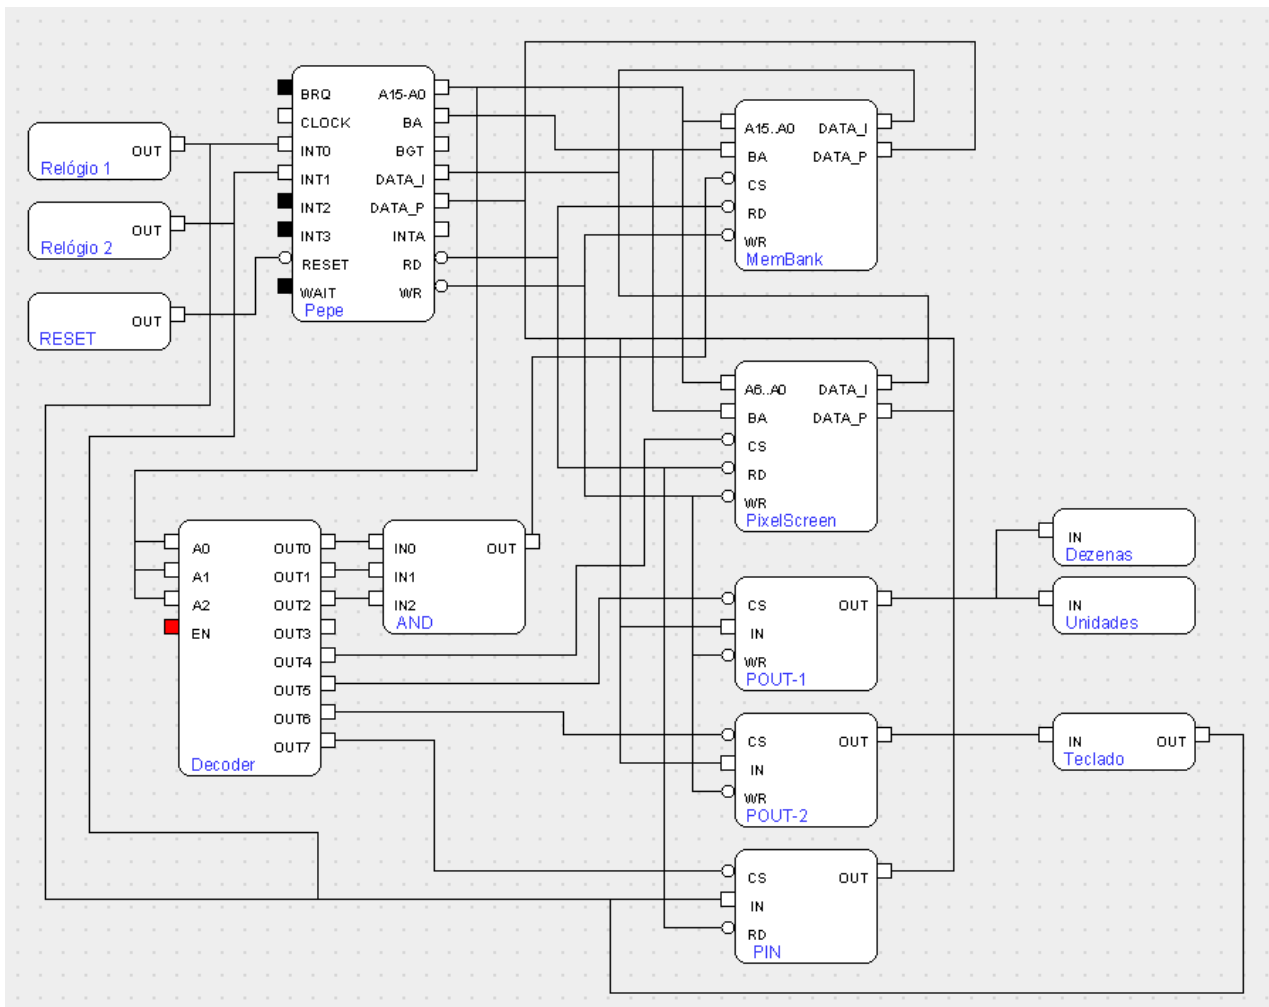 OUT
Relógio 1
OUT
Relógio 2
OUT
RESET
BRQ A15-A0
CLOCK BA
INT0 BGT
INT1 DATA_I
INT2 DATA_P
INT3 INTA
RESET RD
WAIT WR
Pepe
A15..A0 DATA_I
BA DATA_P
CS
RD
WR
MemBank
A6..A0 DATA_I
BA DATA_P
CS
RD
WR
PixelScreen
A0 OUT0
A1 OUT1
A2 OUT2
EN OUT3
OUT4
OUT5
OUT6
OUT7
Decoder
IN0 OUT
IN1
IN2
AND
IN
Dezenas
IN
Unidades
CS OUT
IN
WR
POUT-1
CS OUT
IN
WR
POUT-2
IN OUT
Teclado
CS OUT
IN
RD
PIN